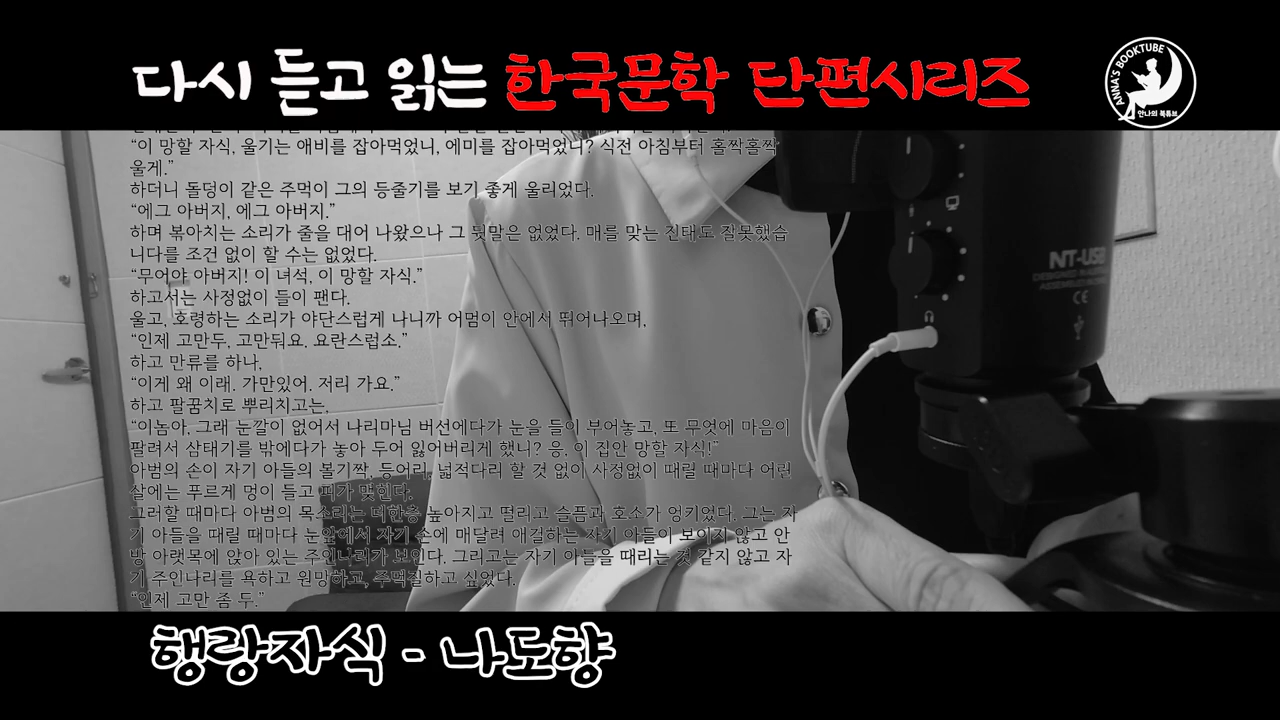 다시 듣고 읽는 한국문학 단편시리즈
ANNA'S BOOKTUBE
안나의 북튜브
“이 망할 자식, 울기는 애비를 잡아먹었니, 에미를 잡아먹었니? 식전 아침부터 홀짝홀짝
울게.”
하더니 돌덩이 같은 주먹이 그의 등줄기를 보기 좋게 울리었다.
“에그 아버지, 에그 아버지.”
하며 볶아치는 소리가 줄을 대어 나왔으나 그 뒷말은 없었다. 매를 맞는 진태도 잘못했습
니다를 조건 없이 할 수는 없었다.
“무어야 아버지! 이 녀석, 이 망할 자식.”
하고서는 사정없이 들이 팬다.
울고, 호령하는 소리가 야단스럽게 나니까 어멈이 안에서 뛰어나오며,
“인제 고만두, 고만둬요. 요란스럽소.”
하고 만류를 하나,
“이게 왜 이래. 가만있어. 저리 가요.”
하고 팔꿈치로 뿌리치고는,
“이놈아, 그래 눈깔이 없어서 나리마님 버선에다가 눈을 들이 부어놓고, 또 무엇에 마음이
팔려서 삼태기를 밖에다가 놓아 두어 잃어버리게 했니? 응, 이 집안 망할 자식!”
아범의 손이 자기 아들의 볼기짝, 등어리, 넓적다리 할 것 없이 사정없이 때릴 때마다 어린
살에는 푸르게 멍이 들고 피가 맺힌다.
그러할 때마다 아범의 목소리는 더한층 높아지고 떨리고 슬픔과 호소가 엉키었다. 그는 자
기 아들을 때릴 때마다 눈앞에서 자기 손에 매달려 애걸하는 자기 아들이 보이지 않고 안
방 아랫목에 앉아 있는 주인나리가 보인다. 그리고는 자기 아들을 때리는 것 같지 않고 자
기 주인나리를 욕하고 원망하고, 주먹질하고 싶었다.
“인제 고만 좀 두.”
NT-USB
CE
행랑자식 - 나도향